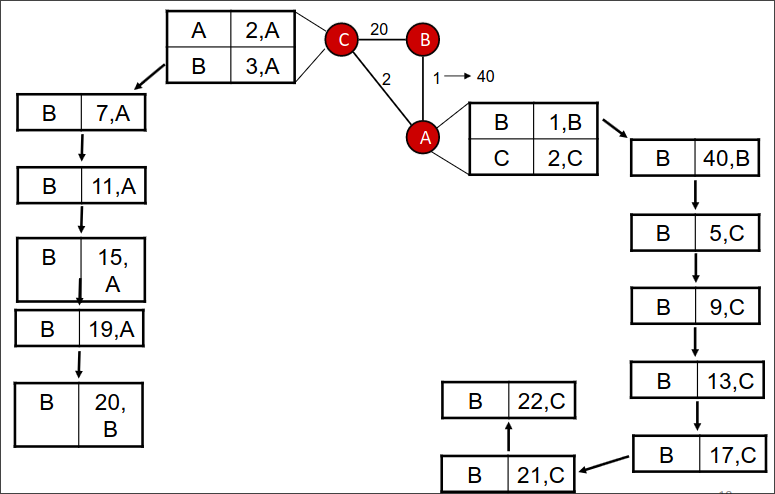 A 2,A
B 3,A
C
20
B
2
1
40
A
B 1,B
C 2,C
B 7,A
B 11,A
B 15,
A
B 19,A
B 20,
B
B 40,B
B 5,C
B 9,C
B 13,C
B 17,C
B 21,C
B 22,C